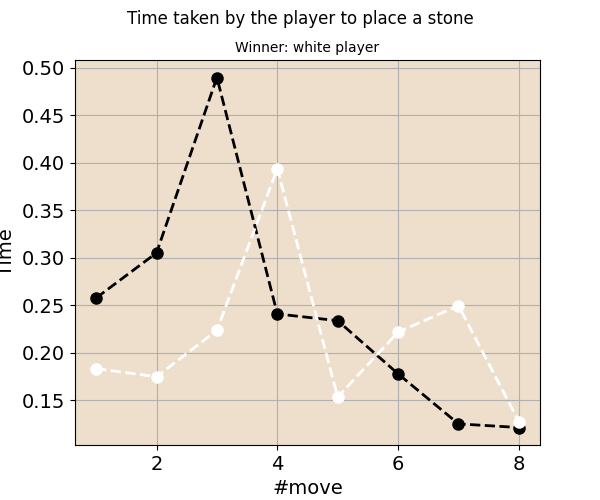 Time taken by the player to place a stone
Winner: white player
0.50
0.45
0.40
0.35
0.30
0.25
0.20
0.15
Time
2 4 6 8
#move